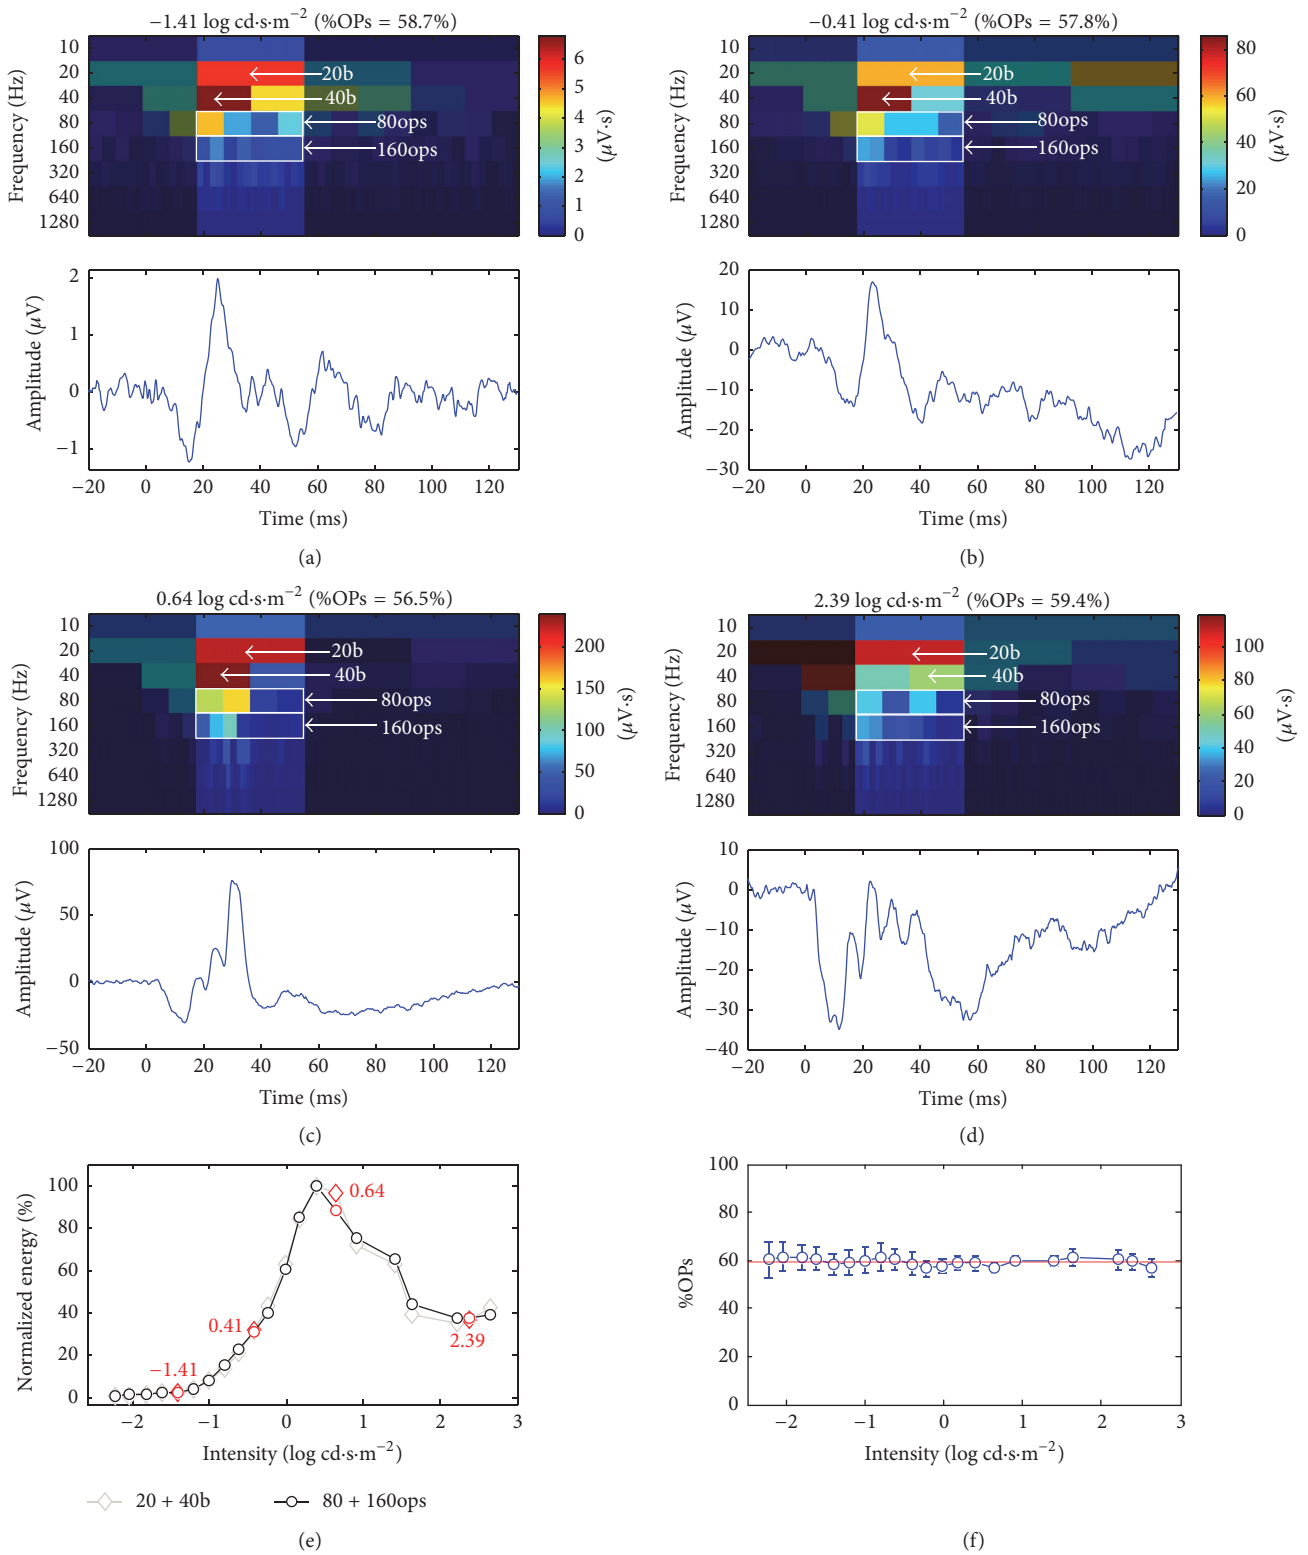 −1.41 log cd·s·m−2 (%OPs = 58.7%)
10
20
40
80
160
320
640
1280
Frequency (Hz)
20b
40b
80ops
160ops
6
5
4
3
2
1
0
(μV·s)
2
1
0
−1
Amplitude (μV)
−20 0 20 40 60 80 100 120
Time (ms)
(a)
−0.41 log cd·s·m−2 (%OPs = 57.8%)
10
20
40
80
160
320
640
1280
Frequency (Hz)
20b
40b
80ops
160ops
80
60
40
20
0
(μV·s)
20
10
0
−10
−20
−30
Amplitude (μV)
−20 0 20 40 60 80 100 120
Time (ms)
(b)
0.64 log cd·s·m−2 (%OPs = 56.5%)
10
20
40
80
160
320
640
1280
Frequency (Hz)
20b
40b
80ops
160ops
200
150
100
50
0
(μV·s)
100
50
0
−50
Amplitude (μV)
−20 0 20 40 60 80 100 120
Time (ms)
(c)
2.39 log cd·s·m−2 (%OPs = 59.4%)
10
20
40
80
160
320
640
1280
Frequency (Hz)
20b
40b
80ops
160ops
100
80
60
40
20
0
(μV·s)
10
0
−10
−20
−30
−40
Amplitude (μV)
−20 0 20 40 60 80 100 120
Time (ms)
(d)
100
80
60
40
20
0
Normalized energy (%)
0.64
0.41
−1.41
2.39
−2 −1 0 1 2 3
Intensity (log cd·s·m−2)
20 + 40b
80 + 160ops
(e)
100
80
60
40
20
0
%OPs
−2 −1 0 1 2 3
Intensity (log cd·s·m−2)
(f)